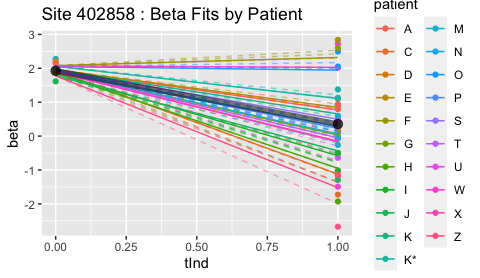 Site 402858 : Beta Fits by Patient
beta
3
2
1
0
-1
-2
0.00
0.25
0.50
0.75
1.00
tInd
patient
A
C
D
E
F
G
H
I
J
K
K*
M
N
O
P
S
T
U
W
X
Z